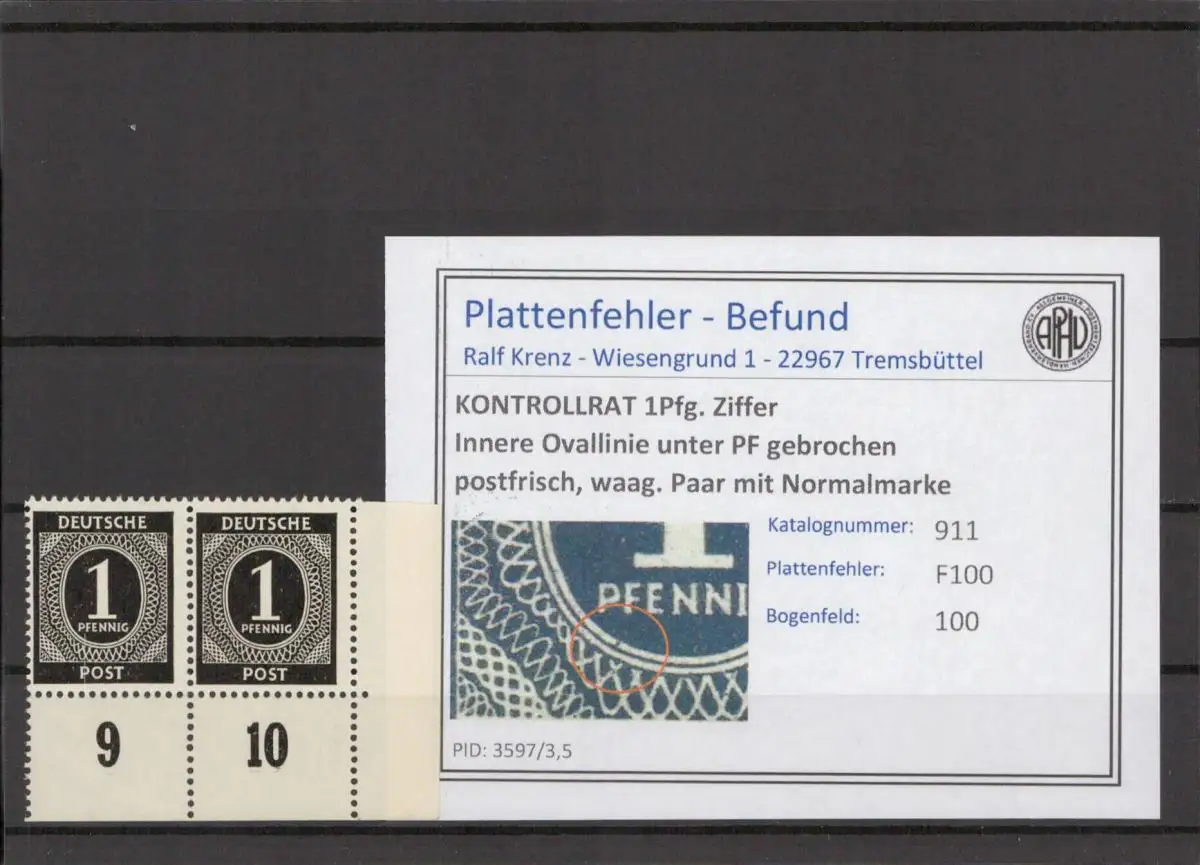 Plattenfehler - Befund
Ralf Krenz - Wiesengrund 1 - 22967 Tremsbüttel
APHV
KONTROLLRAT 1Pfg. Ziffer
Innere Ovallinie unter PF gebrochen
postfrisch, waag. Paar mit Normalmarke
1
PFENNI
Katalognummer: 911
Plattenfehler: F100
Bogenfeld: 100
PID: 3597/3,5
DEUTSCHE
1
PFENNIG
POST
DEUTSCHE
1
PFENNIG
POST
9
10